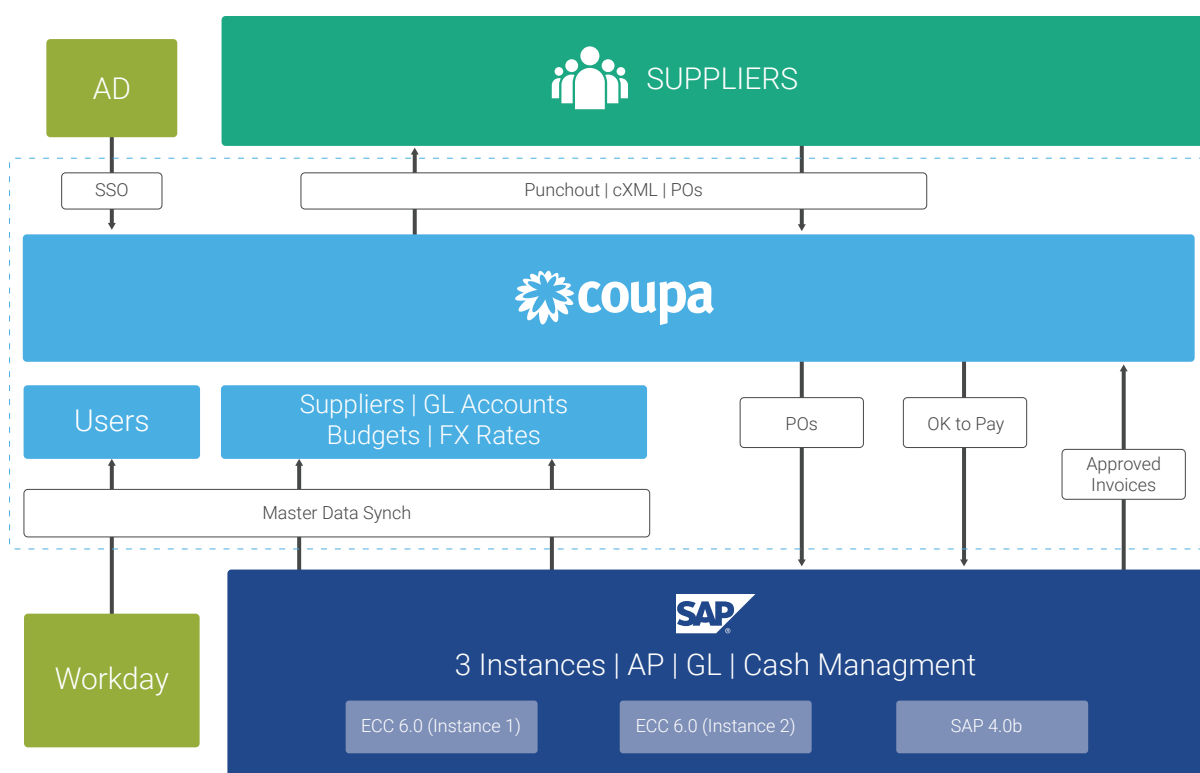 AD
SUPPLIERS
SSO
Punchout | cXML | POs
coupa
Users
Suppliers | GL Accounts
Budgets | FX Rates
POs
OK to Pay
Approved
Invoices
Master Data Synch
Workday
SAP
®
3 Instances | AP | GL | Cash Managment
ECC 6.0 (Instance 1)
ECC 6.0 (Instance 2)
SAP 4.0b